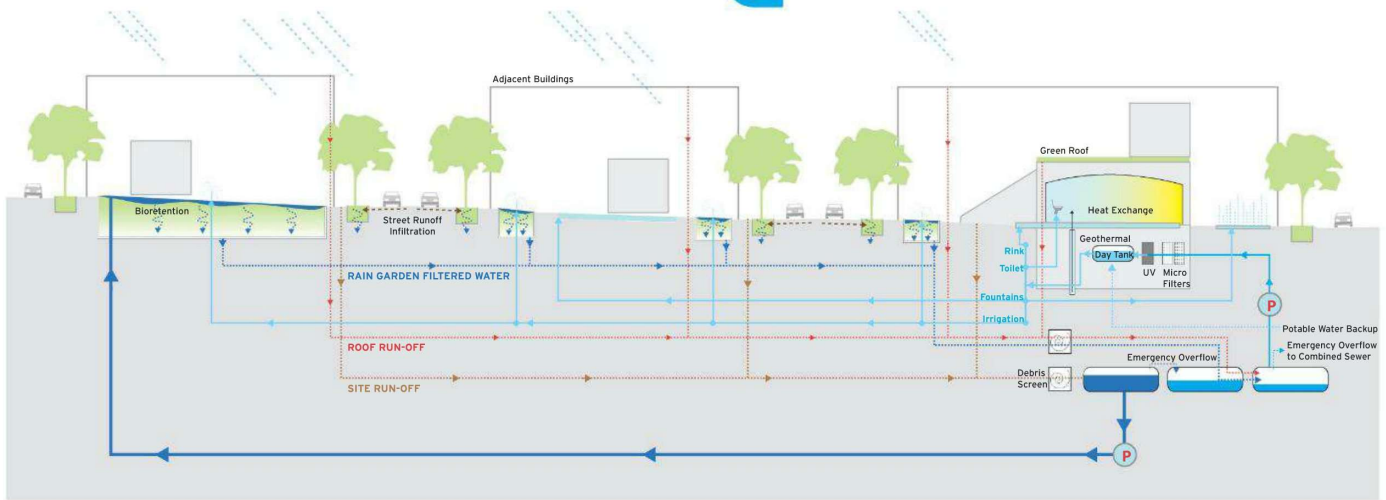 Adjacent Buildings
Green Roof
Bioretention
Street Runoff
Infiltration
Heat Exchange
Geothermal
Rink
Day Tank
Toilet
UV
Micro
Filters
RAIN GARDEN FILTERED WATER
Fountains
P
Irrigation
Potable Water Backup
ROOF RUN-OFF
Emergency Overflow
to Combined Sewer
Emergency Overflow
Debris
Screen
SITE RUN-OFF
P